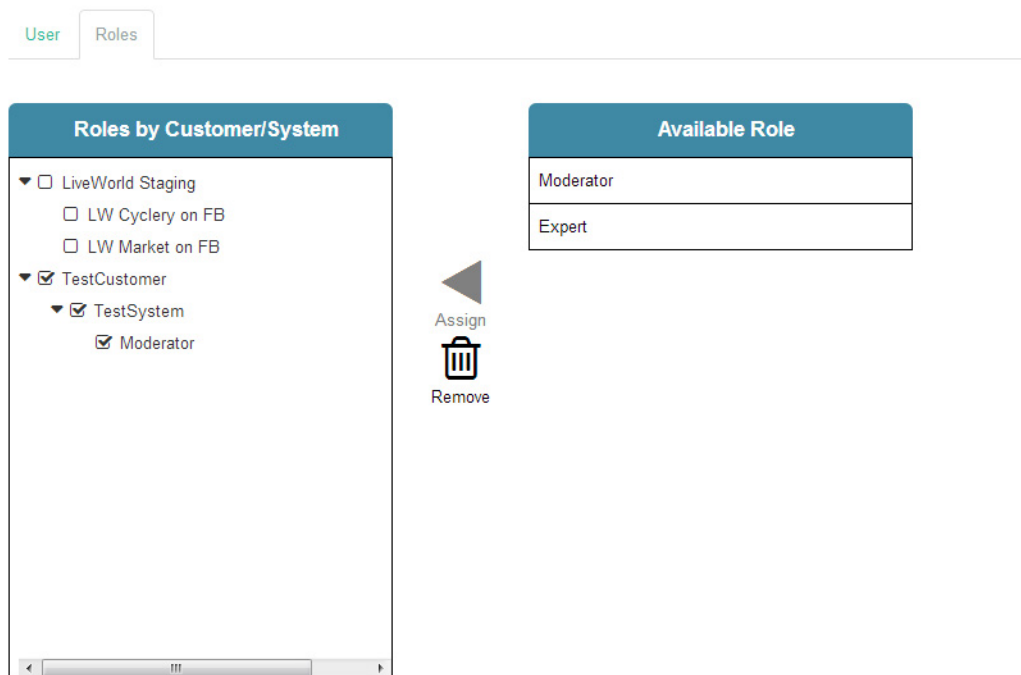 User Roles
Roles by Customer/System
LiveWorld Staging
LW Cyclery on FB
LW Market on FB
TestCustomer
TestSystem
Moderator
Assign
Remove
Available Role
Moderator
Expert